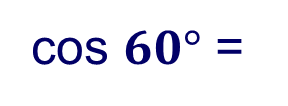 cos 60° =